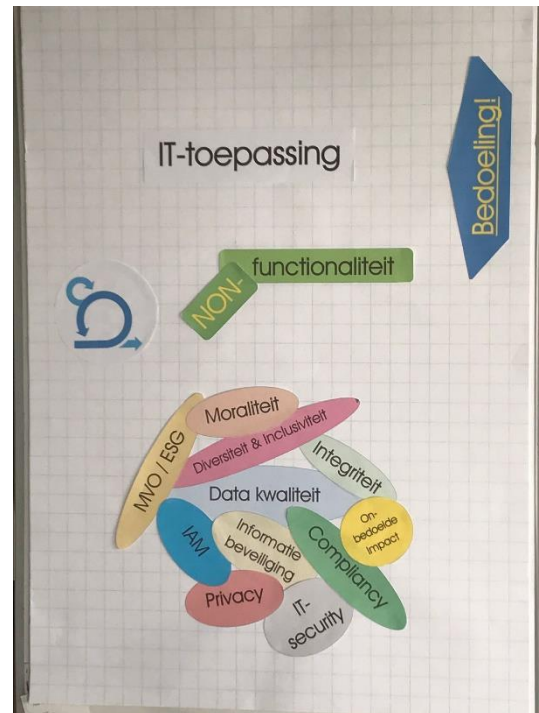 IT-toepassing
Bedoeling!
functionaliteit
NON-
Moraliteit
MVO / ESG
Diversiteit & Inclusiviteit
Integriteit
Data kwaliteit
On-
bedoelde
impact
IAM
Informatie
beveiliging
Compliancy
Privacy
IT-
security